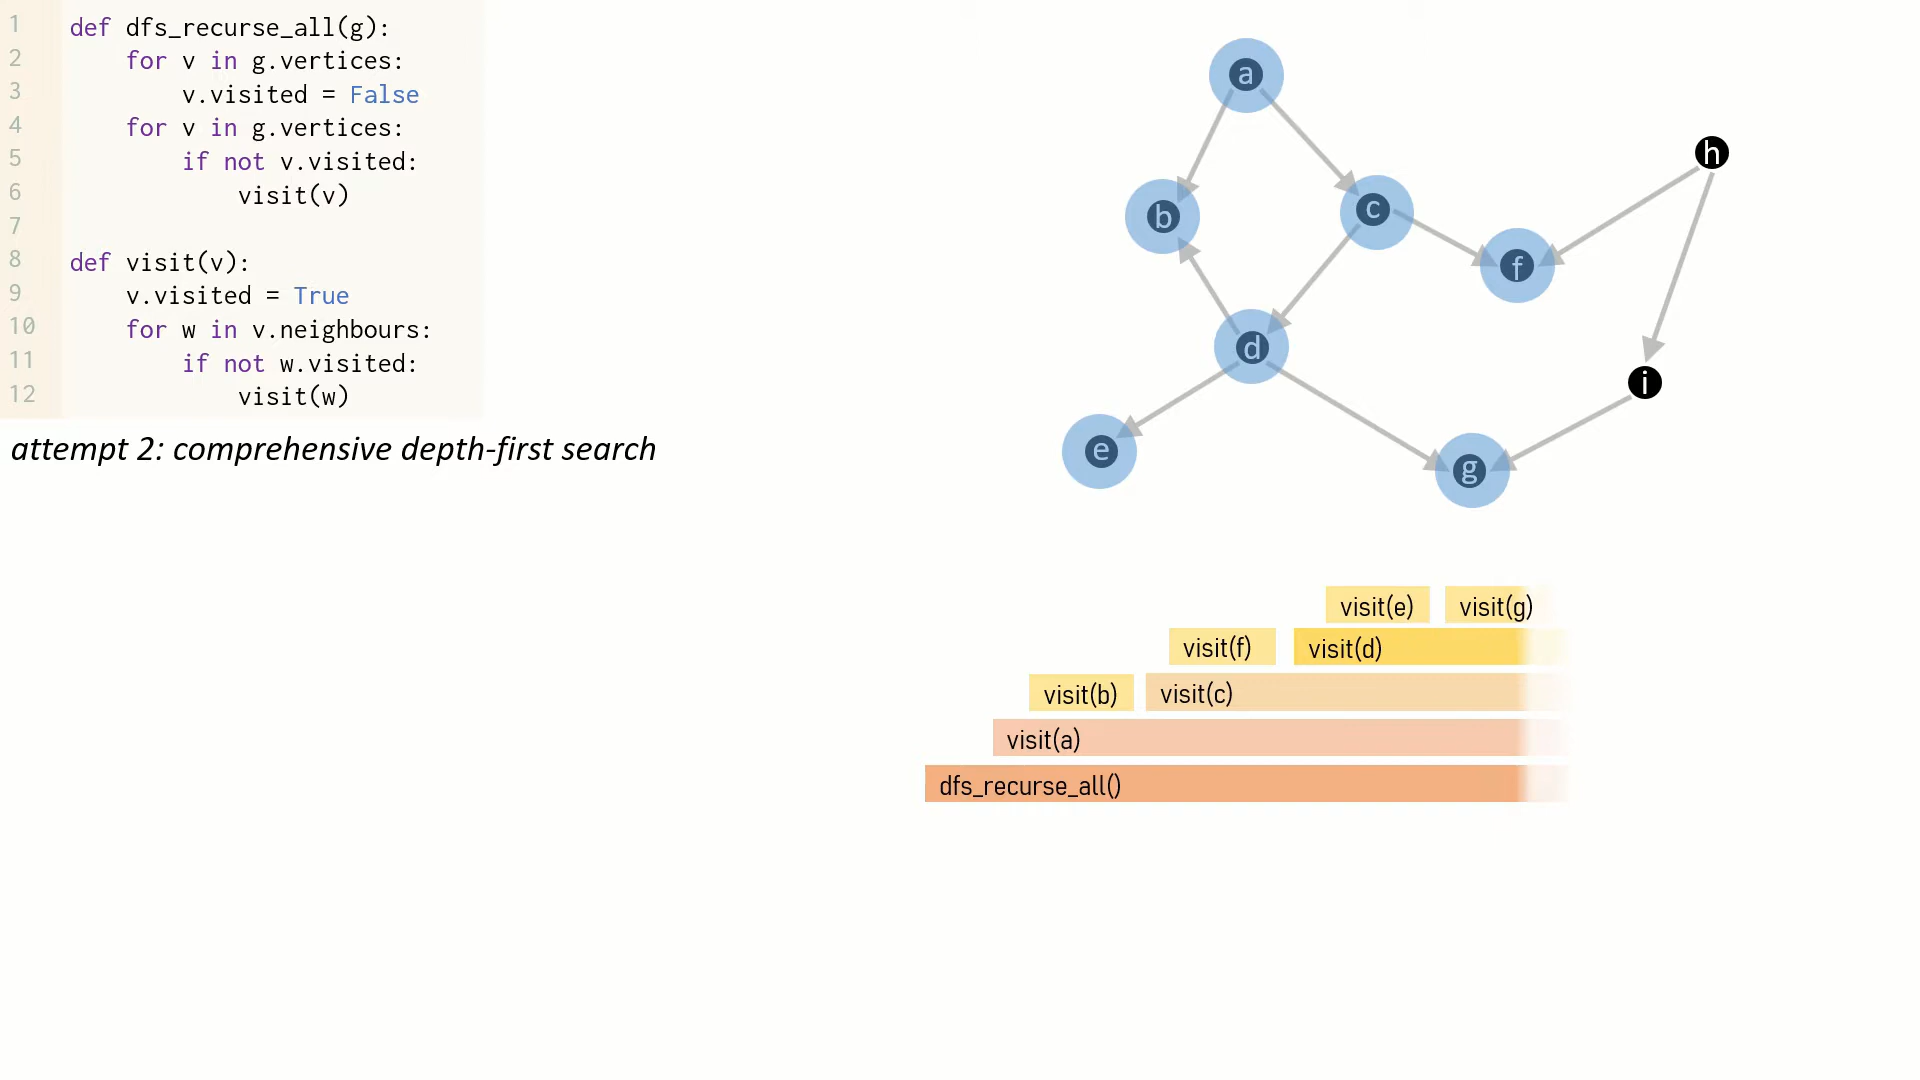 1 def dfs_recurse_all(g):
2 for v in g.vertices:
3 v.visited = False
4 for v in g.vertices:
5 if not v.visited:
6 visit(v)
7
8 def visit(v):
9 v.visited = True
10 for w in v.neighbours:
11 if not w.visited:
12 visit(w)
attempt 2: comprehensive depth-first search
a
h
b
c
f
d
i
e
g
visit(e) visit(g)
visit(f) visit(d)
visit(b) visit(c)
visit(a)
dfs_recurse_all()